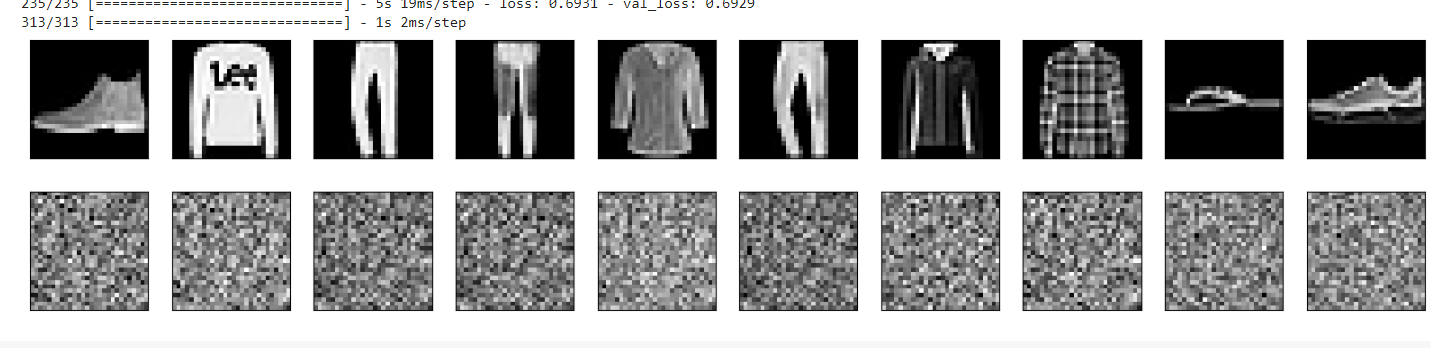 235/235 [==============================] - 5s 19ms/step - loss: 0.6931 - val_loss: 0.6929
313/313 [==============================] - 1s 2ms/step
Lee